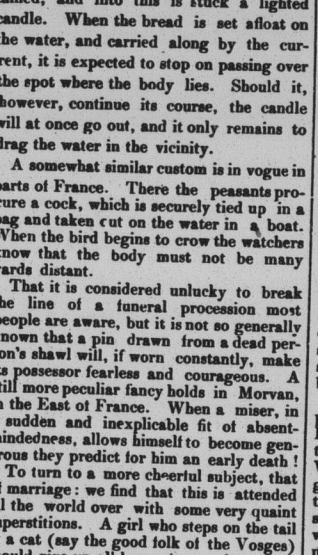 and into this is stuck a lighted
candle. When the bread is set afloat on
the water, and carried along by the cur-
rent, it is expected to stop on passing over
the spot where the body lies. Should it,
however, continue its course, the candle
will at once go out, and it only remains to
drag the water in the vicinity.
A somewhat similar custom is in vogue in
parts of France. There the peasants pro-
cure a cock, which is securely tied up in a
bag and taken cut on the water in a boat.
When the bird begins to crow the watchers
know that the body must not be many
yards distant.
That it is considered unlucky to break
the line of a funeral procession most
people are aware, but it is not so generally
known that a pin drawn from a dead per-
son's shawl will, if worn constantly, make
its possessor fearless and courageous. A
still more peculiar fancy holds in Morvan,
in the East of France. When a miser, in
a sudden and inexplicable fit of absent-
mindedness, allows himself to become gen-
erous they predict for him an early death !
To turn to a more cheerful subject, that
of marriage : we find that this is attended
all the world over with some very quaint
superstitions. A girl who steps on the tail
of a cat (say the good folk of the Vosges)